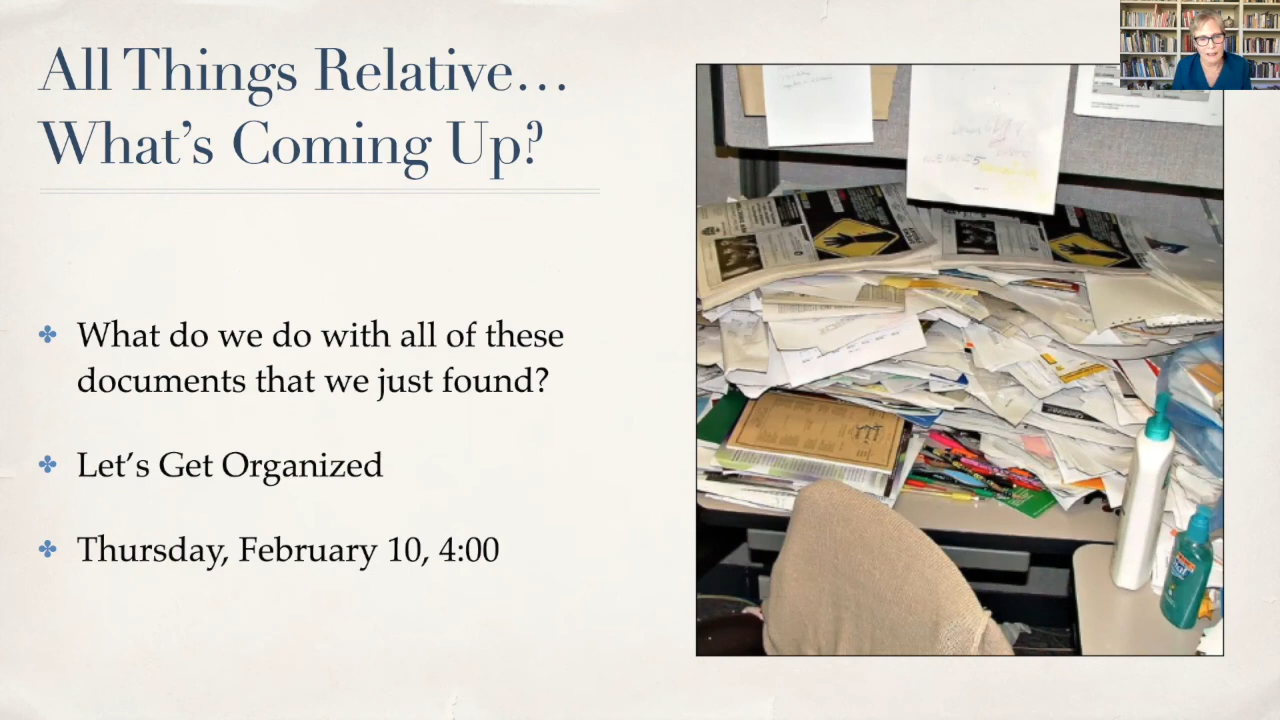 All Things Relative…
What's Coming Up?
✤ What do we do with all of these
documents that we just found?
✤ Let's Get Organized
✤ Thursday, February 10, 4:00